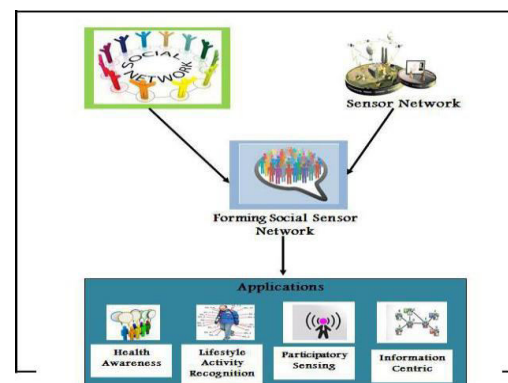 SOCIAL
NETWORK
Sensor Network
Forming Social Sensor
Network
Applications
Health
Awareness
Lifestyle
Activity
Recognition
Participatory
Sensing
Information
Centric